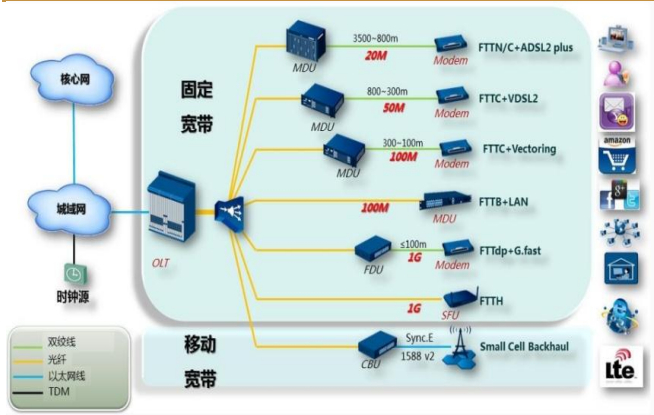 核心网
城域网
时钟源
OLT
固定
宽带
MDU
3500~800m
20M
Modem
FTTN/C+ADSL2 plus
MDU
800~300m
50M
Modem
FTTC+VDSL2
MDU
300~100m
100M
Modem
FTTC+Vectoring
100M
MDU
FTTB+LAN
FDU
≤100m
1G
Modem
FTTdp+G.fast
1G
SFU
FTTH
移动
宽带
CBU
Sync.E
1588 v2
Small Cell Backhaul
双绞线
光纤
以太网线
TDM
amazon
g+
f
Lte